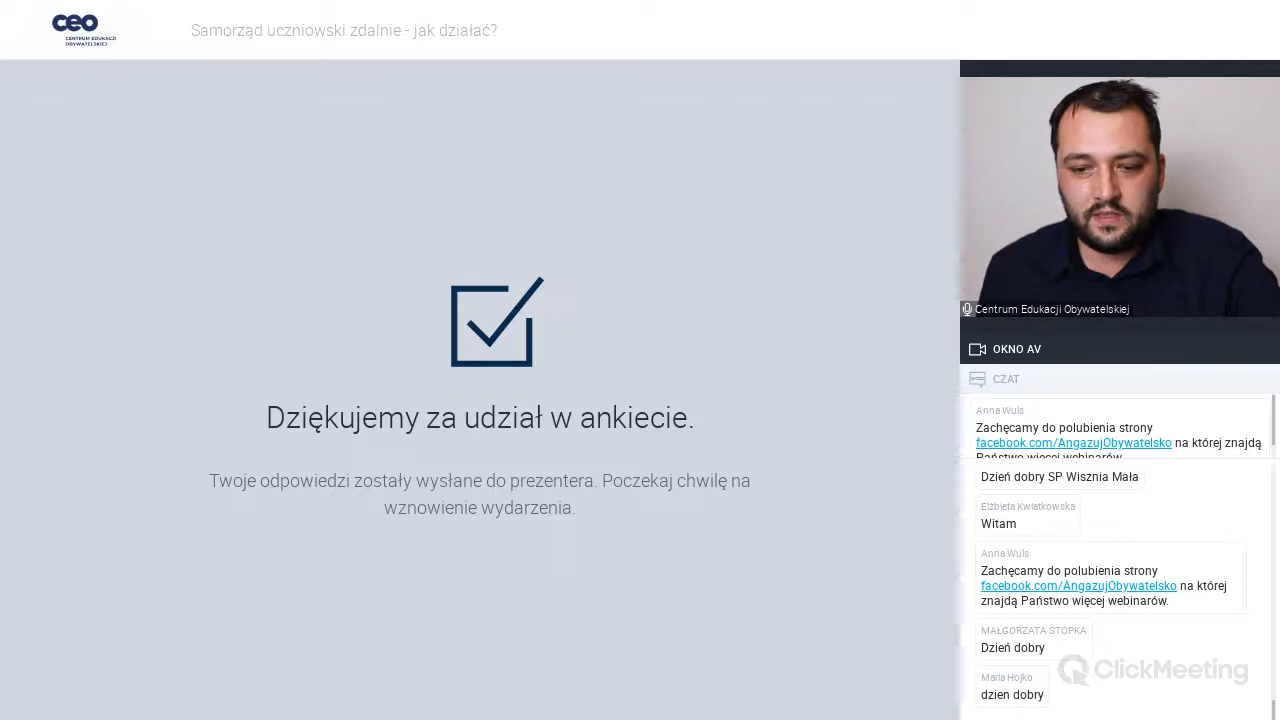 ceo
CENTRUM EDUKACJI
OBYWATELSKIEJ
Samorząd uczniowski zdalnie - jak działać?
Dziękujemy za udział w ankiecie.
Twoje odpowiedzi zostały wysłane do prezentera. Poczekaj chwilę na
wznowienie wydarzenia.
Centrum Edukacji Obywatelskiej
OKNO AV
CZAT
Anna Wuls
Zachęcamy do polubienia strony
facebook.com/AngazujObywatelsko na której znajdą
Państwo więcej webinarów.
Dzień dobry SP Wisznia Mała
Elżbieta Kwiatkowska
Witam
Anna Wuls
Zachęcamy do polubienia strony
facebook.com/AngazujObywatelsko na której
znajdą Państwo więcej webinarów.
MAŁGORZATA STOPKA
Dzień dobry
Maria Hojko
dzien dobry
ClickMeeting